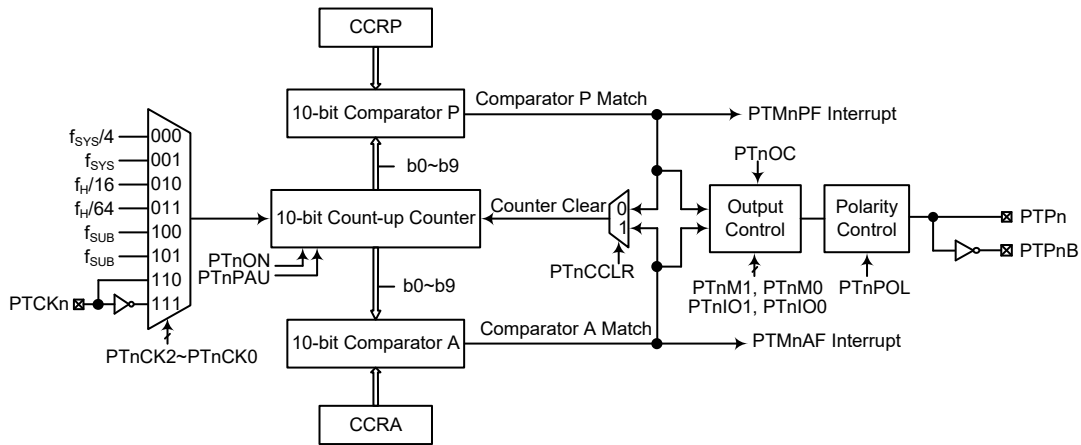 CCRP
10-bit Comparator P
Comparator P Match
PTMnPF Interrupt
fSYS/4
000
fSYS
001
fH/16
010
fH/64
011
fSUB
100
fSUB
101
110
111
PTCKn
PTnCK2~PTnCK0
b0~b9
10-bit Count-up Counter
Counter Clear
0
1
PTnCCLR
PTnON
PTnPAU
b0~b9
PTnOC
Output
Control
PTnM1, PTnM0
PTnIO1, PTnIO0
Polarity
Control
PTnPOL
PTPn
PTPnB
10-bit Comparator A
Comparator A Match
PTMnAF Interrupt
CCRA